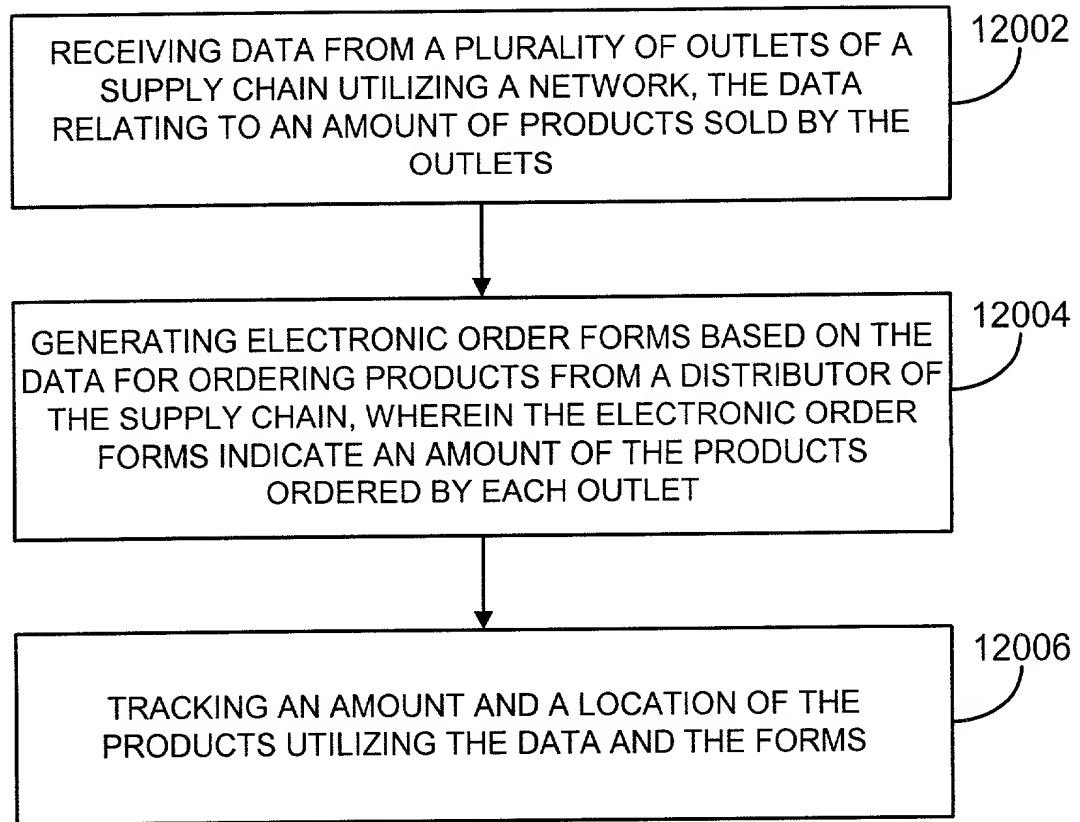 12002
RECEIVING DATA FROM A PLURALITY OF OUTLETS OF A
SUPPLY CHAIN UTILIZING A NETWORK, THE DATA
RELATING TO AN AMOUNT OF PRODUCTS SOLD BY THE
OUTLETS
12004
GENERATING ELECTRONIC ORDER FORMS BASED ON THE
DATA FOR ORDERING PRODUCTS FROM A DISTRIBUTOR OF
THE SUPPLY CHAIN, WHEREIN THE ELECTRONIC ORDER
FORMS INDICATE AN AMOUNT OF THE PRODUCTS
ORDERED BY EACH OUTLET
12006
TRACKING AN AMOUNT AND A LOCATION OF THE
PRODUCTS UTILIZING THE DATA AND THE FORMS